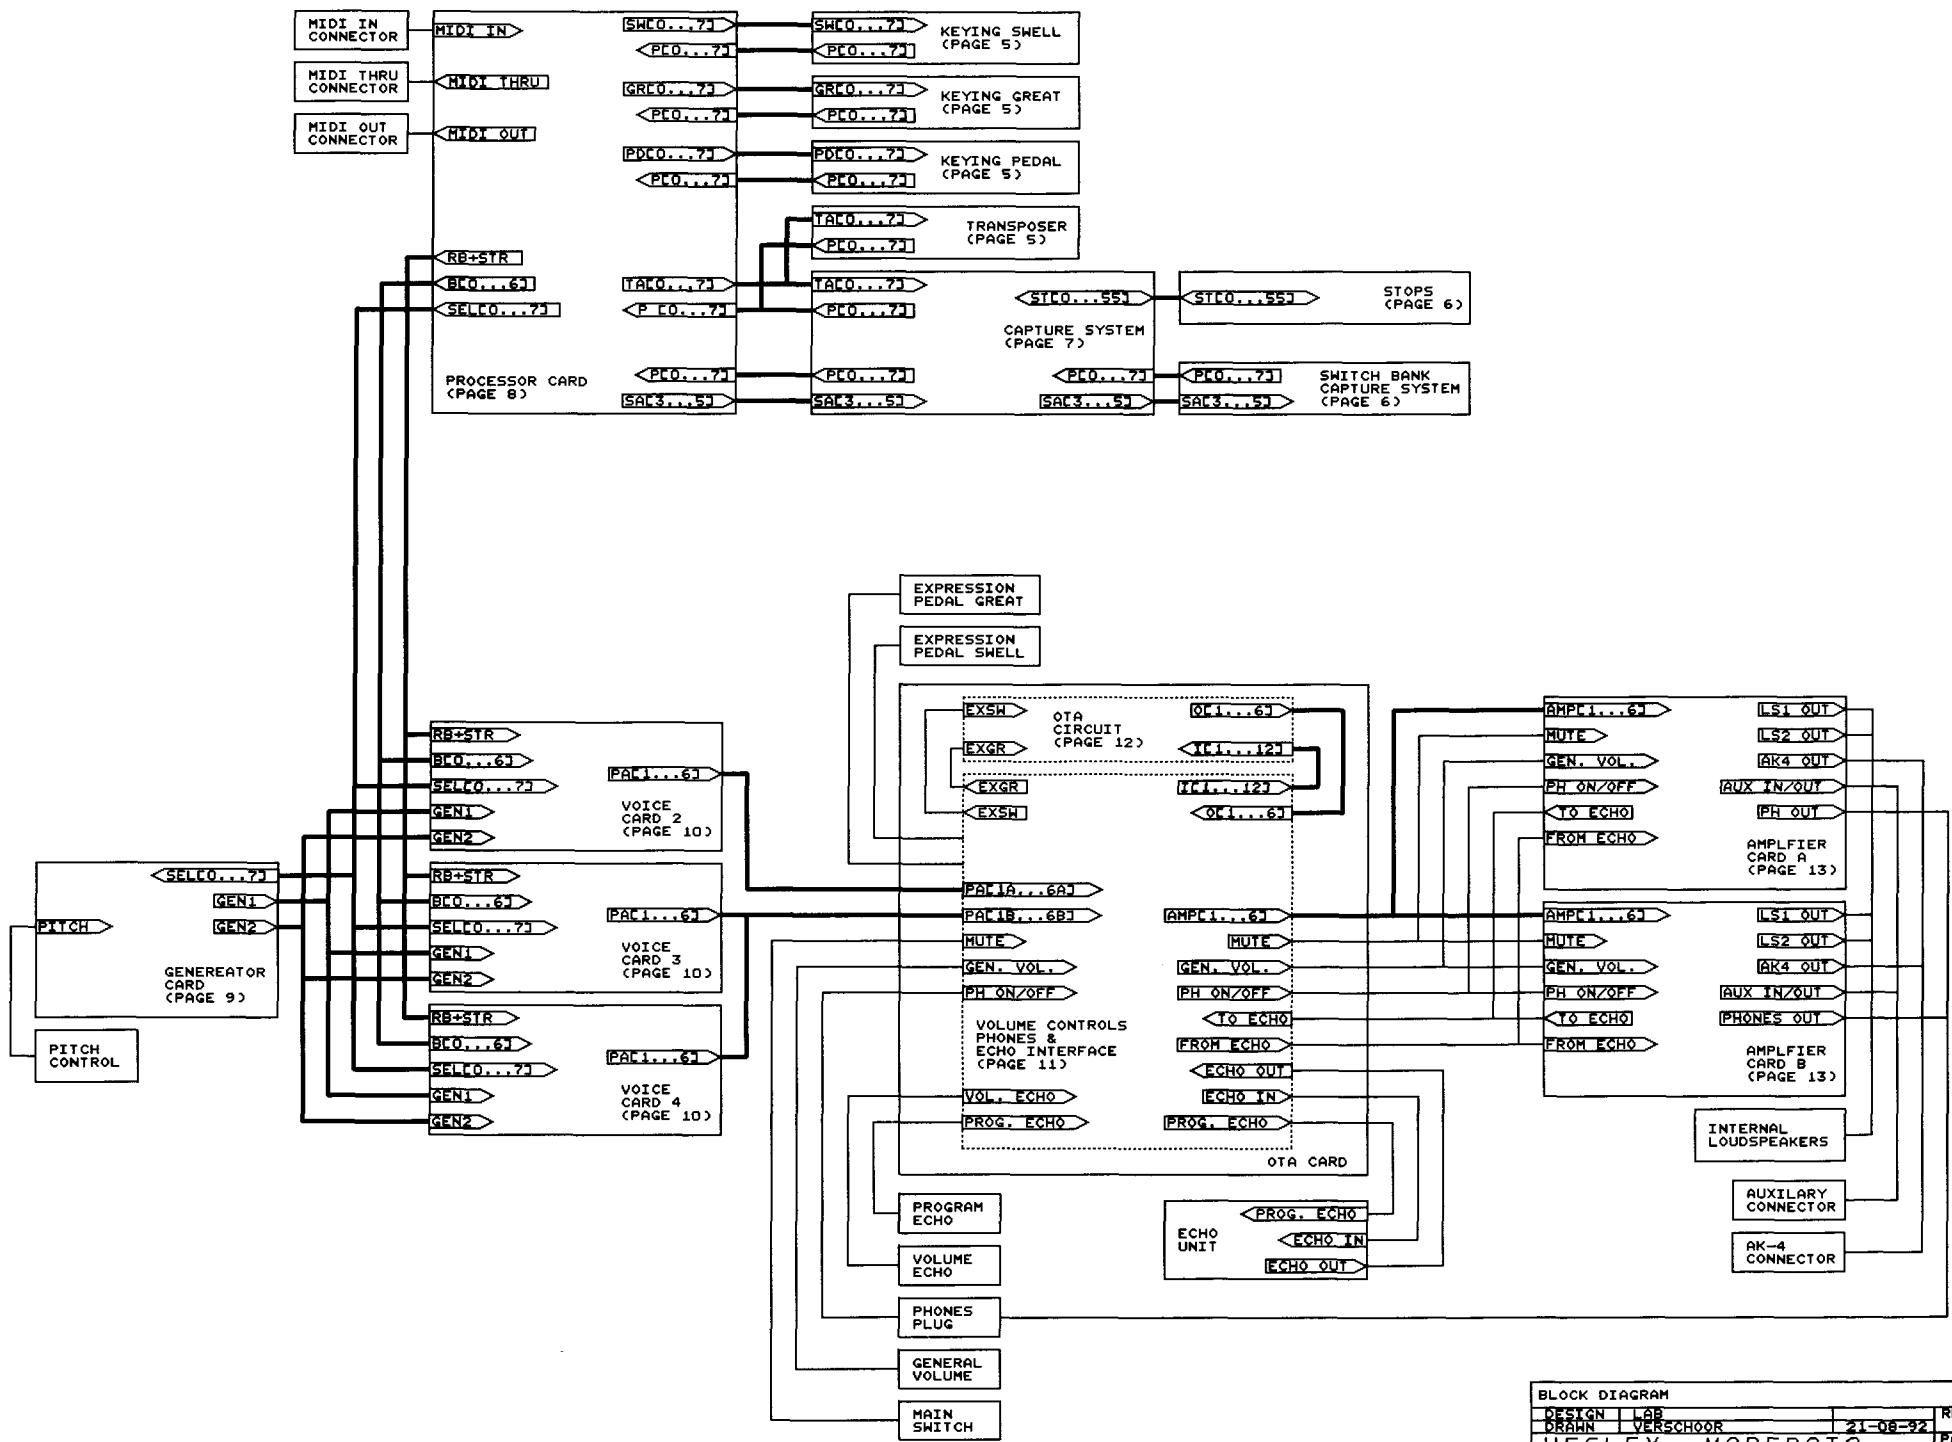 MIDI IN
CONNECTOR
MIDI THRU
CONNECTOR
MIDI OUT
CONNECTOR
MIDI IN
MIDI THRU
MIDI OUT
RB+STR
B[0...6]
SEL[0...7]
SW[0...7]
P[0...7]
GR[0...7]
P[0...7]
PD[0...7]
P[0...7]
TA[0...7]
P [0...7]
P[0...7]
SA[3...5]
PROCESSOR CARD
(PAGE 8)
SW[0...7]
P[0...7]
KEYING SWELL
(PAGE 5)
GR[0...7]
P[0...7]
KEYING GREAT
(PAGE 5)
PD[0...7]
P[0...7]
KEYING PEDAL
(PAGE 5)
TA[0...7]
P[0...7]
TRANSPOSER
(PAGE 5)
TA[0...7]
P[0...7]
P[0...7]
SA[3...5]
ST[0...55]
CAPTURE SYSTEM
(PAGE 7)
P[0...7]
SA[3...5]
ST[0...55]
STOPS
(PAGE 6)
P[0...7]
SA[3...5]
SWITCH BANK
CAPTURE SYSTEM
(PAGE 6)
SEL[0...7]
GEN1
GEN2
PITCH
GENEREATOR
CARD
(PAGE 9)
PITCH
CONTROL
RB+STR
B[0...6]
SEL[0...7]
GEN1
GEN2
PA[1...6]
VOICE
CARD 2
(PAGE 10)
RB+STR
B[0...6]
SEL[0...7]
GEN1
GEN2
PA[1...6]
VOICE
CARD 3
(PAGE 10)
RB+STR
B[0...6]
SEL[0...7]
GEN1
GEN2
PA[1...6]
VOICE
CARD 4
(PAGE 10)
EXPRESSION
PEDAL GREAT
EXPRESSION
PEDAL SWELL
EXSW
EXGR
OTA
CIRCUIT
(PAGE 12)
O[1...6]
I[1...12]
EXGR
EXSW
I[1...12]
O[1...6]
PA[1A...6A]
PA[1B...6B]
MUTE
GEN. VOL.
PH ON/OFF
VOLUME CONTROLS
PHONES &
ECHO INTERFACE
(PAGE 11)
VOL. ECHO
PROG. ECHO
AMP[1...6]
MUTE
GEN. VOL.
PH ON/OFF
TO ECHO
FROM ECHO
ECHO OUT
ECHO IN
PROG. ECHO
OTA CARD
PROGRAM
ECHO
VOLUME
ECHO
PHONES
PLUG
GENERAL
VOLUME
MAIN
SWITCH
ECHO
UNIT
PROG. ECHO
ECHO IN
ECHO OUT
AMP[1...6]
MUTE
GEN. VOL.
PH ON/OFF
TO ECHO
FROM ECHO
LS1 OUT
LS2 OUT
AK4 OUT
AUX IN/OUT
PH OUT
AMPLFIER
CARD A
(PAGE 13)
AMP[1...6]
MUTE
GEN. VOL.
PH ON/OFF
TO ECHO
FROM ECHO
LS1 OUT
LS2 OUT
AK4 OUT
AUX IN/OUT
PHONES OUT
AMPLFIER
CARD B
(PAGE 13)
INTERNAL
LOUDSPEAKERS
AUXILARY
CONNECTOR
AK-4
CONNECTOR
BLOCK DIAGRAM
DESIGN LAB
DRAWN VERSCHOOR 21-08-92